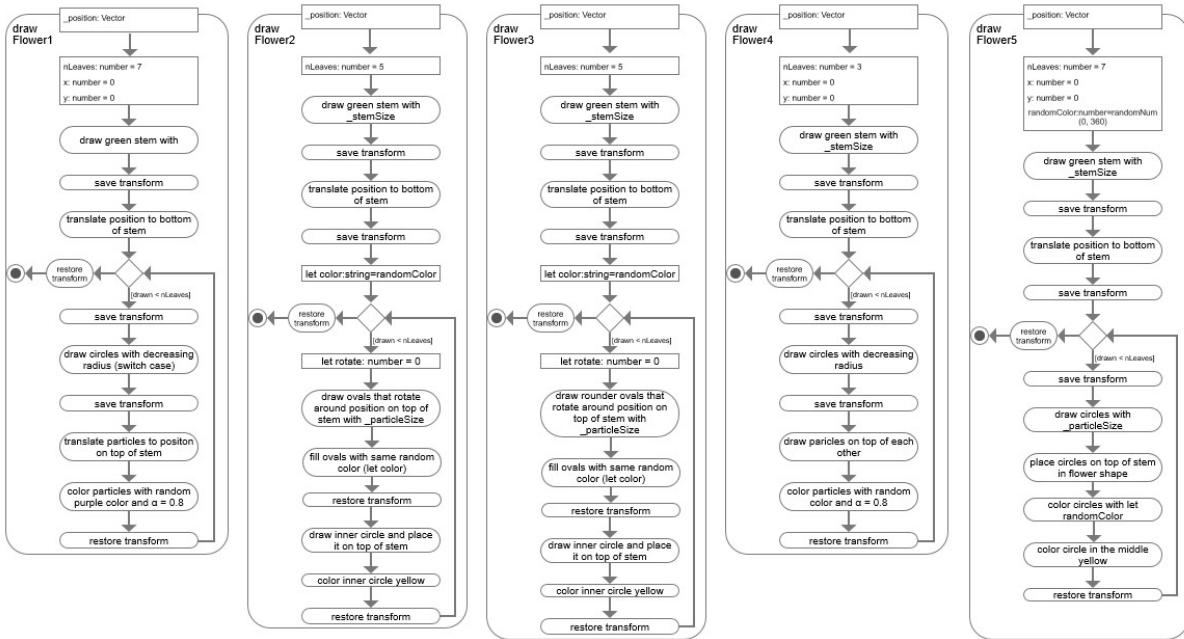 draw
Flower1
_position: Vector
nLeaves: number = 7
x: number = 0
y: number = 0
draw green stem with
save transform
translate position to bottom
of stem
restore
transform
[drawn < nLeaves]
save transform
draw circles with decreasing
radius (switch case)
save transform
translate particles to positon
on top of stem
color particles with random
purple color and α = 0.8
restore transform
draw
Flower2
_position: Vector
nLeaves: number = 5
draw green stem with
_stemSize
save transform
translate position to bottom
of stem
save transform
let color:string=randomColor
restore
transform
[drawn < nLeaves]
let rotate: number = 0
draw ovals that rotate
around position on top of
stem with _particleSize
fill ovals with same random
color (let color)
restore transform
draw inner circle and place
it on top of stem
color inner circle yellow
restore transform
draw
Flower3
_position: Vector
nLeaves: number = 5
draw green stem with
_stemSize
save transform
translate position to bottom
of stem
save transform
let color:string=randomColor
restore
transform
[drawn < nLeaves]
let rotate: number = 0
draw rounder ovals that
rotate around position on
top of stem with
_particleSize
fill ovals with same random
color (let color)
restore transform
draw inner circle and place
it on top of stem
color inner circle yellow
restore transform
draw
Flower4
_position: Vector
nLeaves: number = 3
x: number = 0
y: number = 0
draw green stem with
_stemSize
save transform
translate position to bottom
of stem
restore
transform
[drawn < nLeaves]
save transform
draw circles with decreasing
radius
save transform
draw paricles on top of each
other
color particles with random
color and α = 0.8
restore transform
draw
Flower5
_position: Vector
nLeaves: number = 7
x: number = 0
y: number = 0
randomColor:number=randomNum
(0, 360)
draw green stem with
_stemSize
save transform
translate position to bottom
of stem
save transform
restore
transform
[drawn < nLeaves]
save transform
draw circles with
_particleSize
place circles on top of stem
in flower shape
color circles with let
randomColor
color circle in the middle
yellow
restore transform